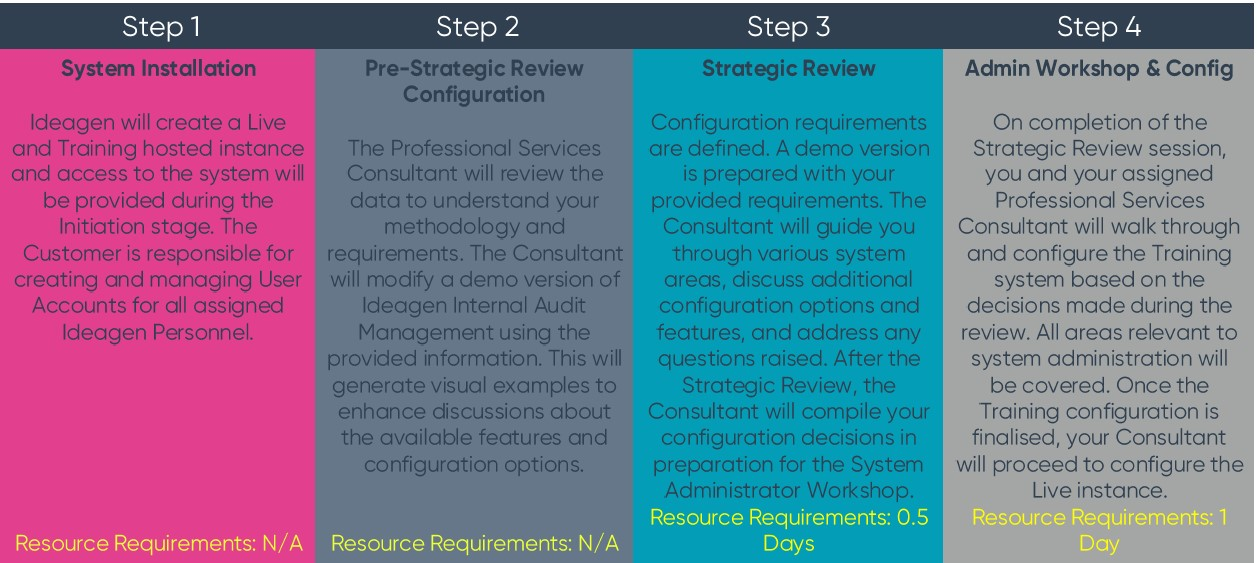 Step 1
System Installation
Ideagen will create a Live
and Training hosted instance
and access to the system will
be provided during the
Initiation stage. The
Customer is responsible for
creating and managing User
Accounts for all assigned
Ideagen Personnel.
Resource Requirements: N/A
Step 2
Pre-Strategic Review
Configuration
The Professional Services
Consultant will review the
data to understand your
methodology and
requirements. The Consultant
will modify a demo version of
Ideagen Internal Audit
Management using the
provided information. This will
generate visual examples to
enhance discussions about
the available features and
configuration options.
Resource Requirements: N/A
Step 3
Strategic Review
Configuration requirements
are defined. A demo version
is prepared with your
provided requirements. The
Consultant will guide you
through various system
areas, discuss additional
configuration options and
features, and address any
questions raised. After the
Strategic Review, the
Consultant will compile your
configuration decisions in
preparation for the System
Administrator Workshop.
Resource Requirements: 0.5
Days
Step 4
Admin Workshop & Config
On completion of the
Strategic Review session,
you and your assigned
Professional Services
Consultant will walk through
and configure the Training
system based on the
decisions made during the
review. All areas relevant to
system administration will
be covered. Once the
Training configuration is
finalised, your Consultant
will proceed to configure the
Live instance.
Resource Requirements: 1
Day